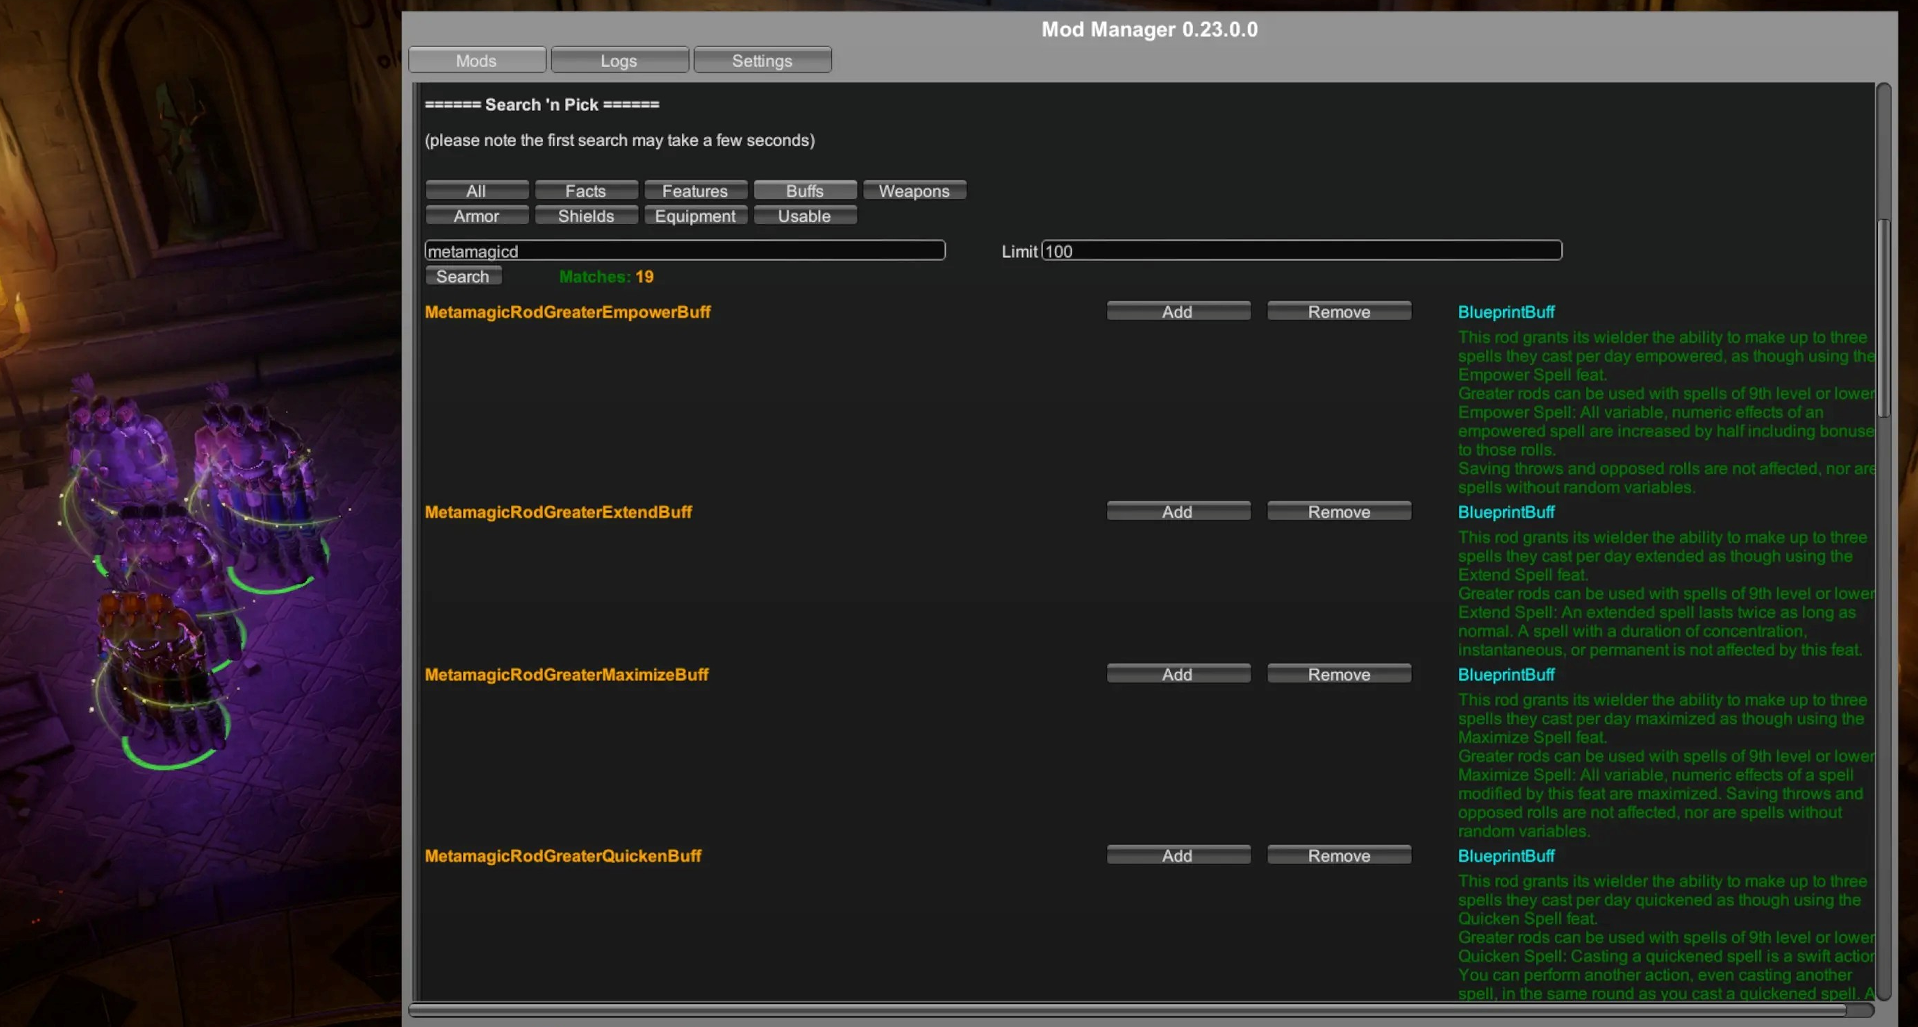 Mod Manager 0.23.0.0
Mods Logs Settings
====== Search 'n Pick ======
(please note the first search may take a few seconds)
All Facts Features Buffs Weapons
Armor Shields Equipment Usable
metamagicd Limit 100
Search Matches: 19
MetamagicRodGreaterEmpowerBuff Add Remove BlueprintBuff
This rod grants its wielder the ability to make up to three
spells they cast per day empowered, as though using the
Empower Spell feat.
Greater rods can be used with spells of 9th level or lower
Empower Spell: All variable, numeric effects of an
empowered spell are increased by half including bonuse
to those rolls.
Saving throws and opposed rolls are not affected, nor are
spells without random variables.
MetamagicRodGreaterExtendBuff Add Remove BlueprintBuff
This rod grants its wielder the ability to make up to three
spells they cast per day extended as though using the
Extend Spell feat.
Greater rods can be used with spells of 9th level or lower
Extend Spell: An extended spell lasts twice as long as
normal. A spell with a duration of concentration,
instantaneous, or permanent is not affected by this feat.
MetamagicRodGreaterMaximizeBuff Add Remove BlueprintBuff
This rod grants its wielder the ability to make up to three
spells they cast per day maximized as though using the
Maximize Spell feat.
Greater rods can be used with spells of 9th level or lower
Maximize Spell: All variable, numeric effects of a spell
modified by this feat are maximized. Saving throws and
opposed rolls are not affected, nor are spells without
random variables.
MetamagicRodGreaterQuickenBuff Add Remove BlueprintBuff
This rod grants its wielder the ability to make up to three
spells they cast per day quickened as though using the
Quicken Spell feat.
Greater rods can be used with spells of 9th level or lower
Quicken Spell: Casting a quickened spell is a swift action
You can perform another action, even casting another
spell, in the same round as you cast a quickened spell. A